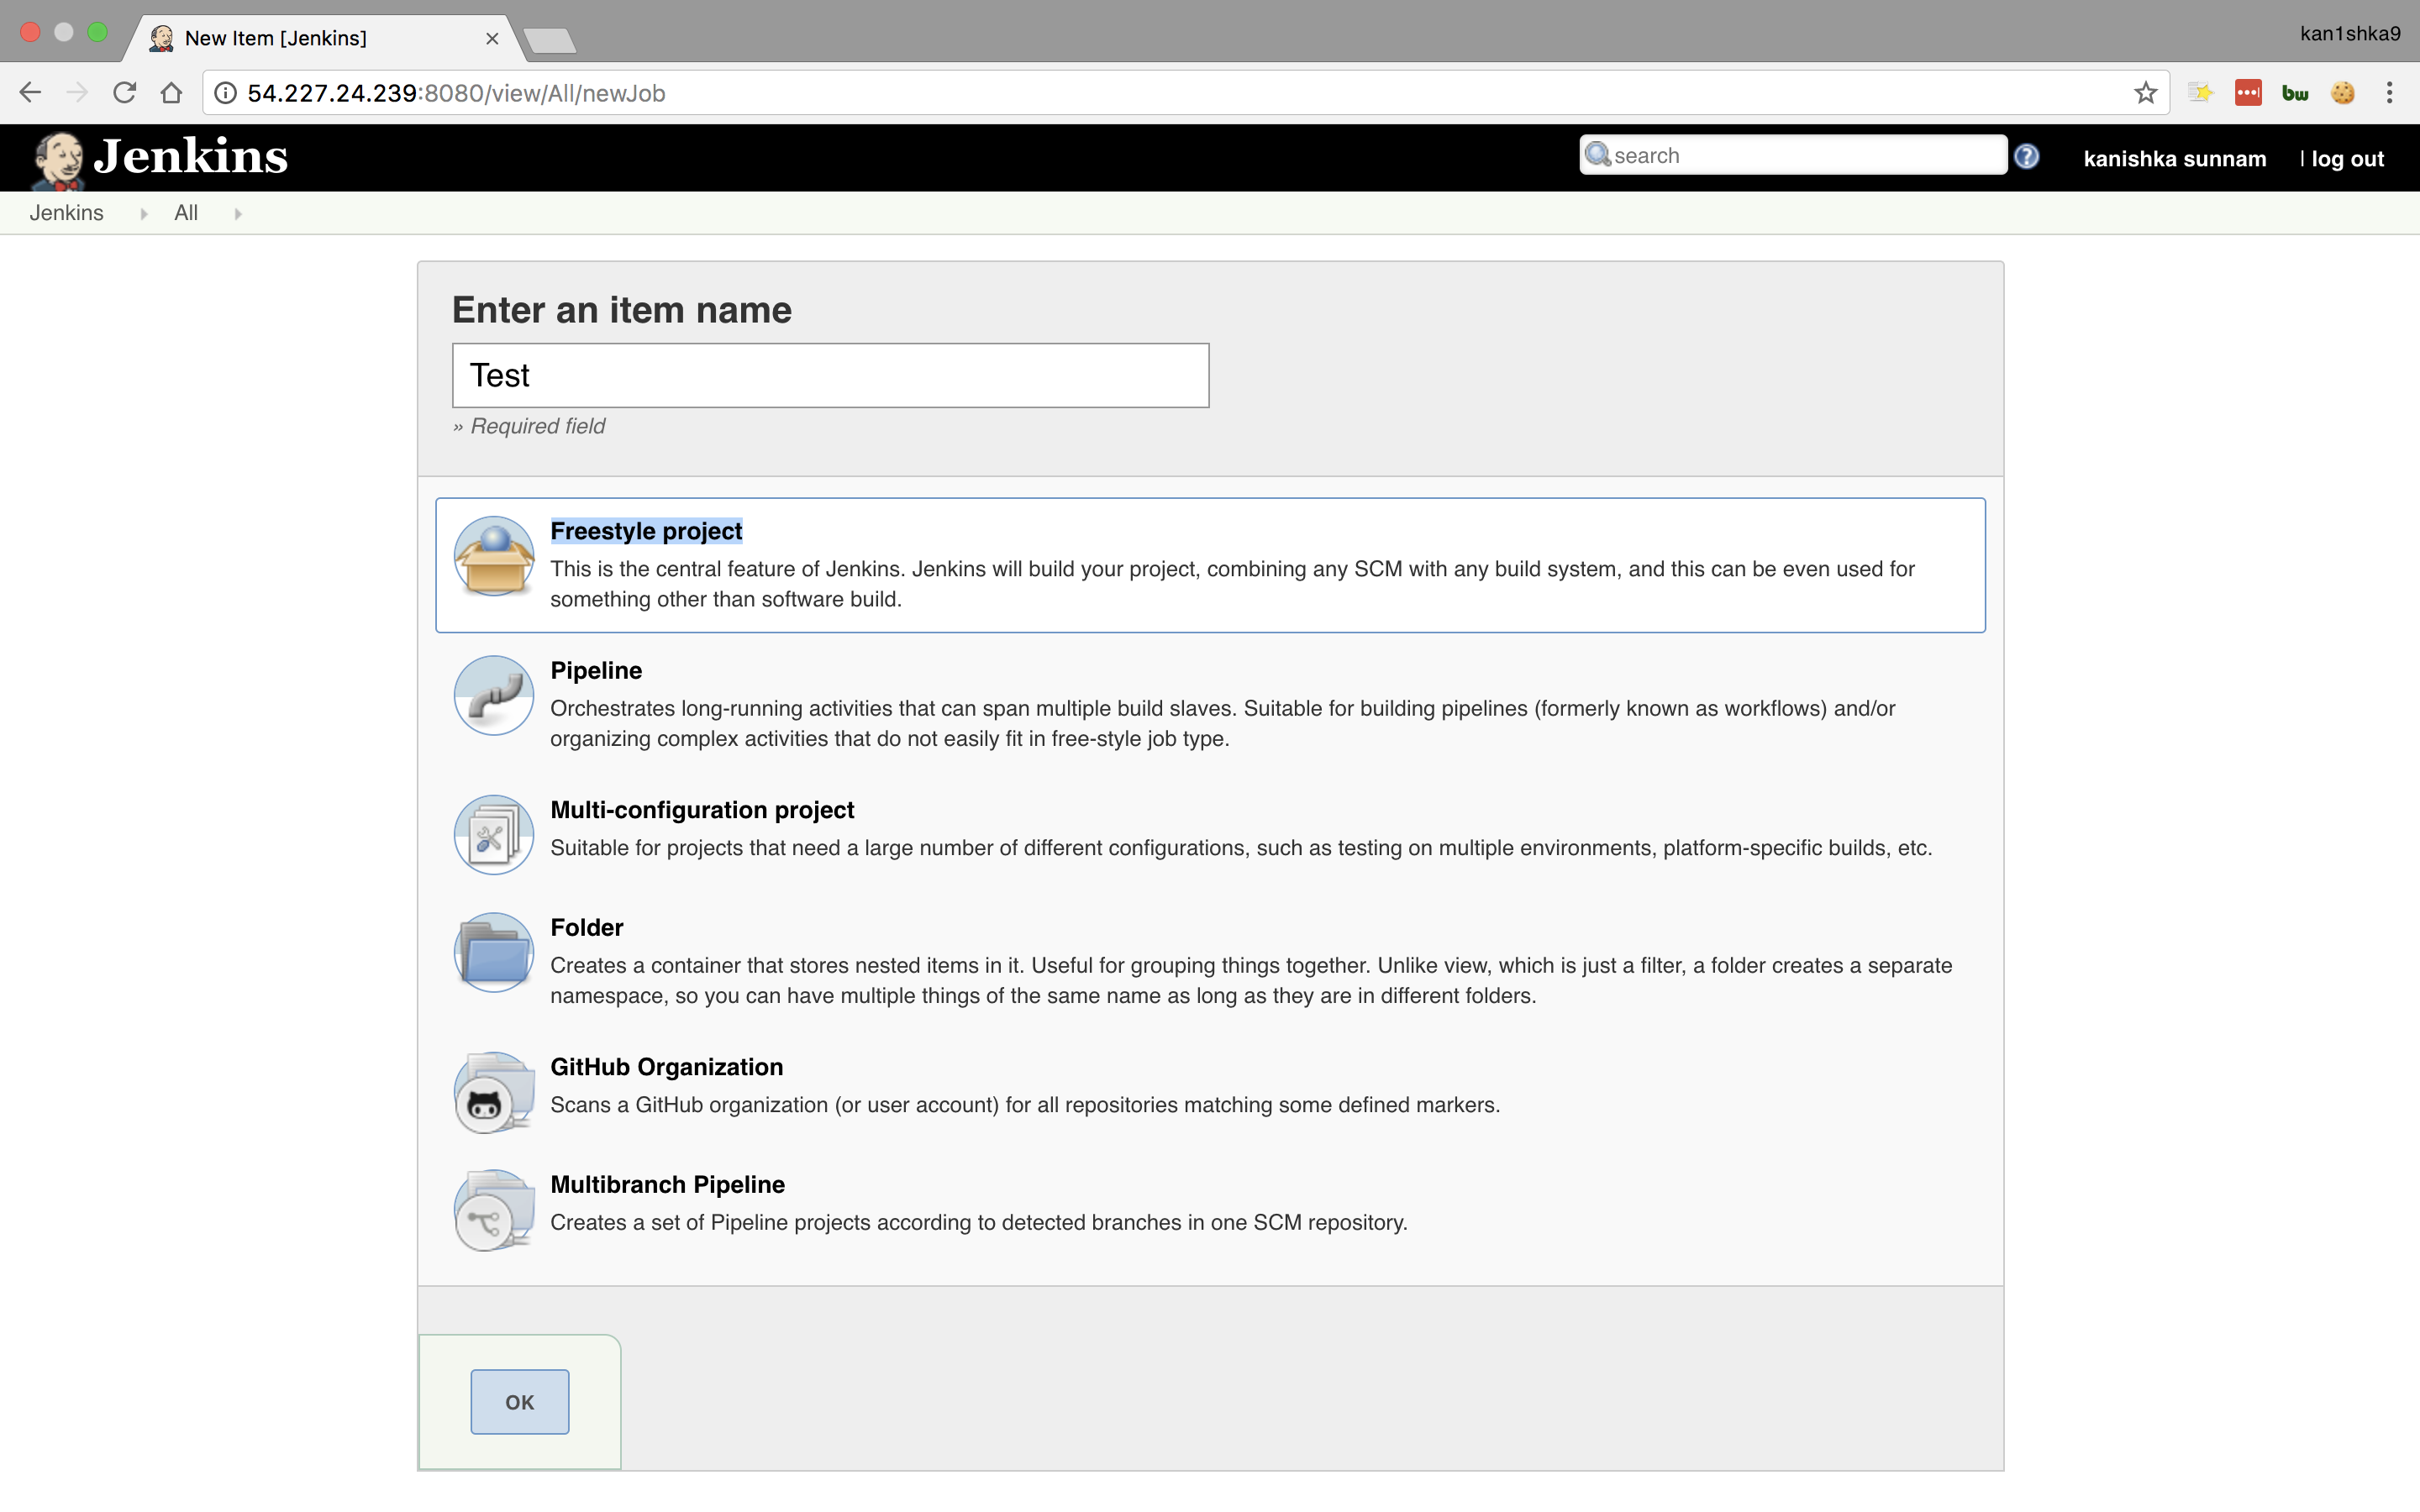 New Item [Jenkins]
kan1shka9
54.227.24.239:8080/view/All/newJob
bw
Jenkins
search
kanishka sunnam
| log out
Jenkins
All
Enter an item name
Test
» Required field
Freestyle project
This is the central feature of Jenkins. Jenkins will build your project, combining any SCM with any build system, and this can be even used for
something other than software build.
Pipeline
Orchestrates long-running activities that can span multiple build slaves. Suitable for building pipelines (formerly known as workflows) and/or
organizing complex activities that do not easily fit in free-style job type.
Multi-configuration project
Suitable for projects that need a large number of different configurations, such as testing on multiple environments, platform-specific builds, etc.
Folder
Creates a container that stores nested items in it. Useful for grouping things together. Unlike view, which is just a filter, a folder creates a separate
namespace, so you can have multiple things of the same name as long as they are in different folders.
GitHub Organization
Scans a GitHub organization (or user account) for all repositories matching some defined markers.
Multibranch Pipeline
Creates a set of Pipeline projects according to detected branches in one SCM repository.
OK